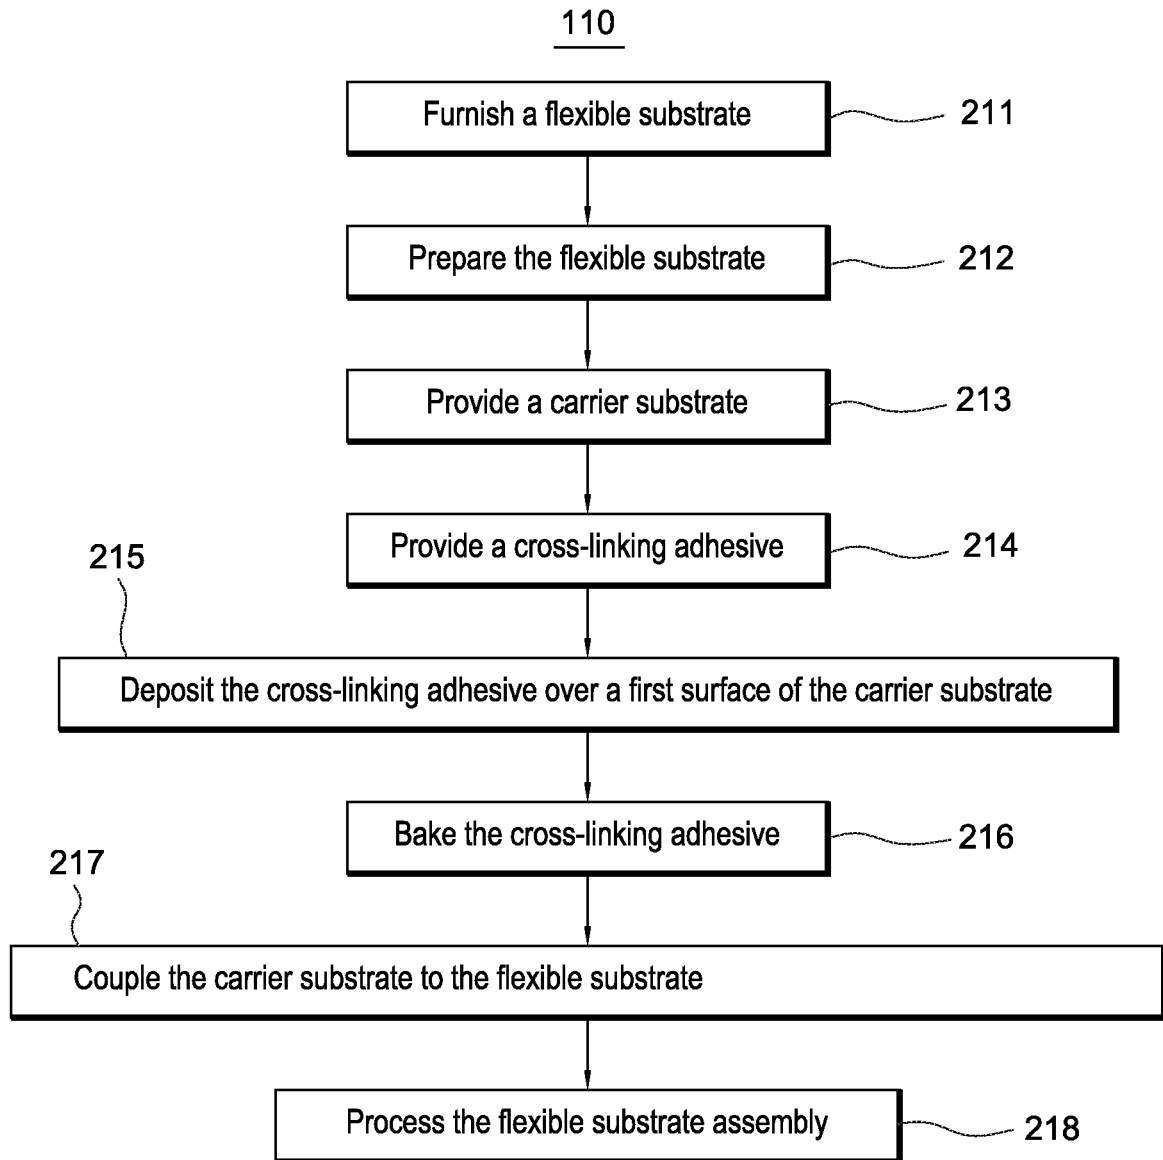 110
Furnish a flexible substrate
211
Prepare the flexible substrate
212
Provide a carrier substrate
213
Provide a cross-linking adhesive
214
215
Deposit the cross-linking adhesive over a first surface of the carrier substrate
Bake the cross-linking adhesive
216
217
Couple the carrier substrate to the flexible substrate
Process the flexible substrate assembly
218